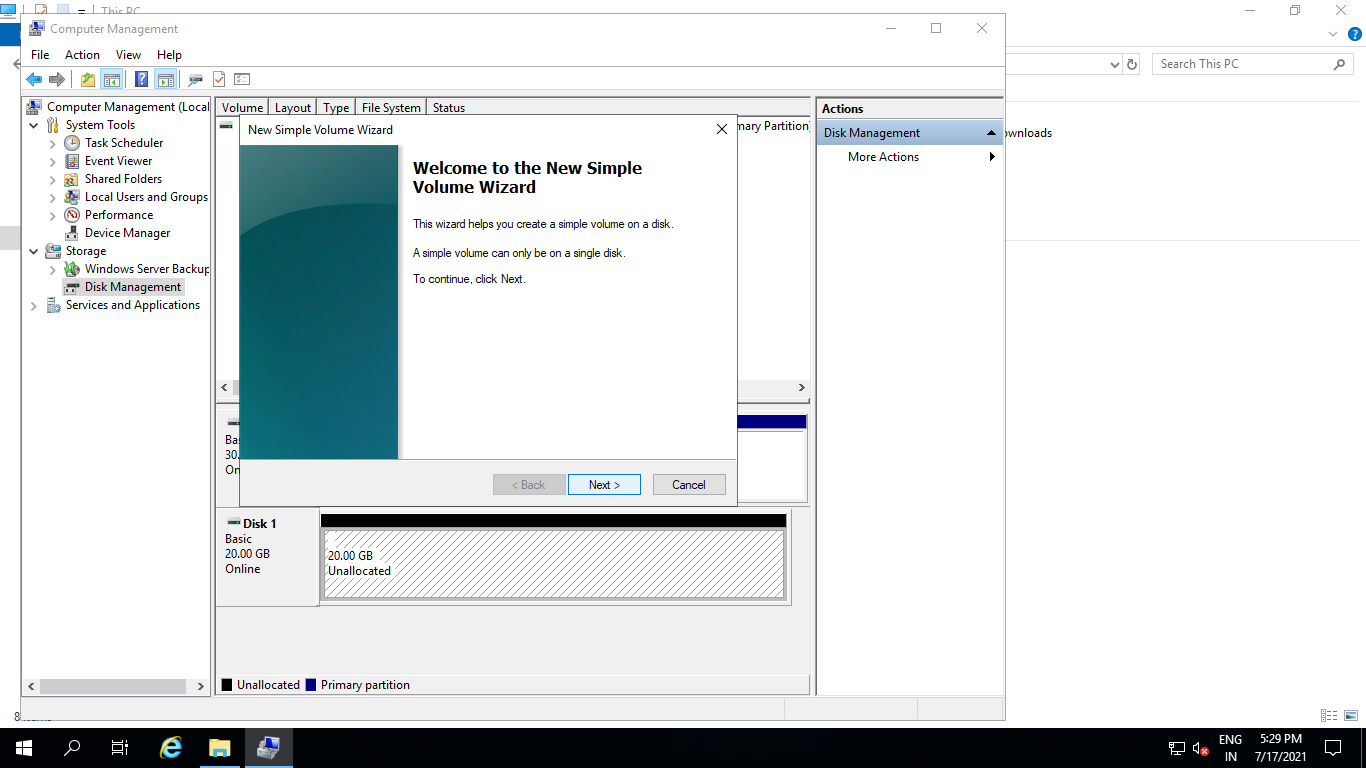 This PC
Computer Management
File Action View Help
Search This PC
Computer Management (Local
System Tools
Task Scheduler
Event Viewer
Shared Folders
Local Users and Groups
Performance
Device Manager
Storage
Windows Server Backup
Disk Management
Services and Applications
Volume Layout Type File System Status
mary Partition
New Simple Volume Wizard
Welcome to the New Simple
Volume Wizard
This wizard helps you create a simple volume on a disk.
A simple volume can only be on a single disk.
To continue, click Next.
< Back Next > Cancel
Actions
Disk Management
More Actions
ownloads
Bas
30.
On
Disk 1
Basic
20.00 GB
Online
20.00 GB
Unallocated
Unallocated Primary partition
8
ENG
IN
5:29 PM
7/17/2021